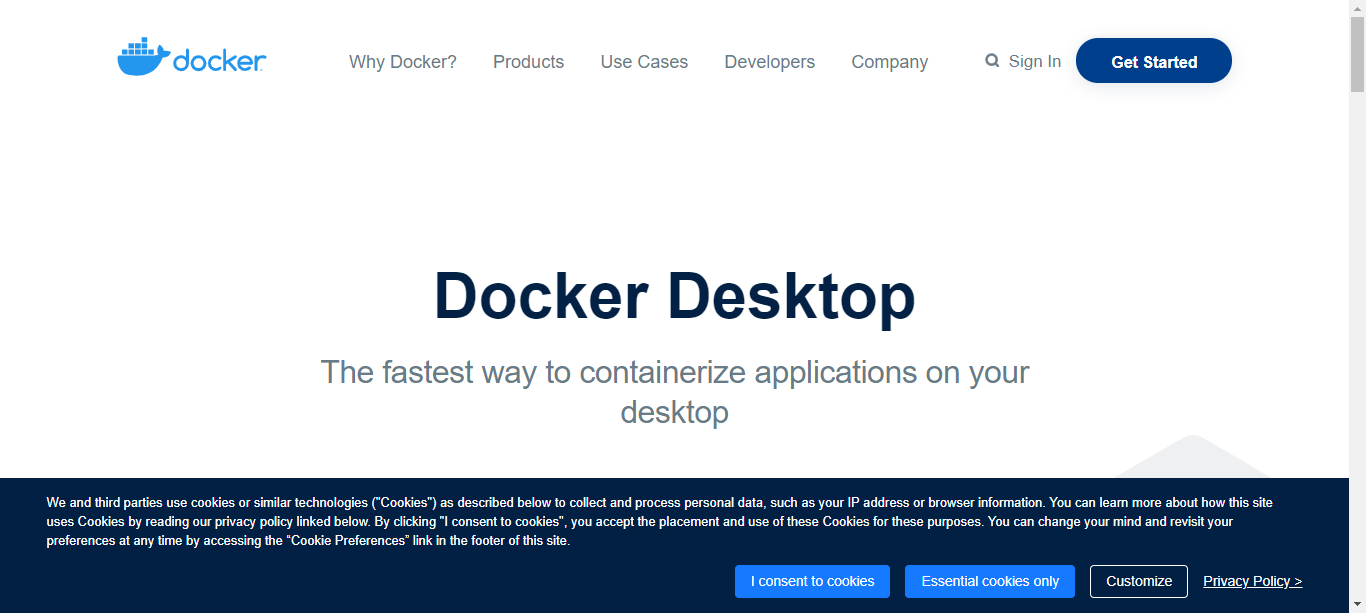 docker
Why Docker? Products Use Cases Developers Company Sign In Get Started
Docker Desktop
The fastest way to containerize applications on your
desktop
We and third parties use cookies or similar technologies ("Cookies") as described below to collect and process personal data, such as your IP address or browser information. You can learn more about how this site
uses Cookies by reading our privacy policy linked below. By clicking "I consent to cookies", you accept the placement and use of these Cookies for these purposes. You can change your mind and revisit your
preferences at any time by accessing the “Cookie Preferences” link in the footer of this site.
I consent to cookies Essential cookies only Customize Privacy Policy >